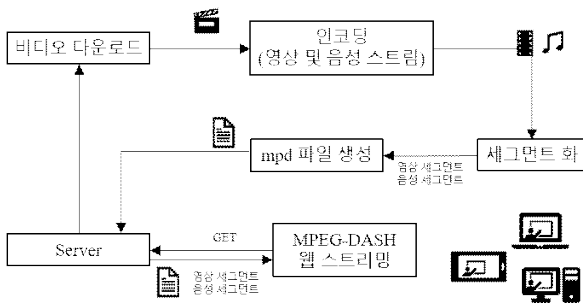 비디오 다운로드
인코딩
(영상 및 음성 스트림)
mpd 파일 생성
세그먼트 화
영상 세그먼트
음성 세그먼트
Server
GET
MPEG-DASH
웹 스트리밍
영상 세그먼트
음성 세그먼트